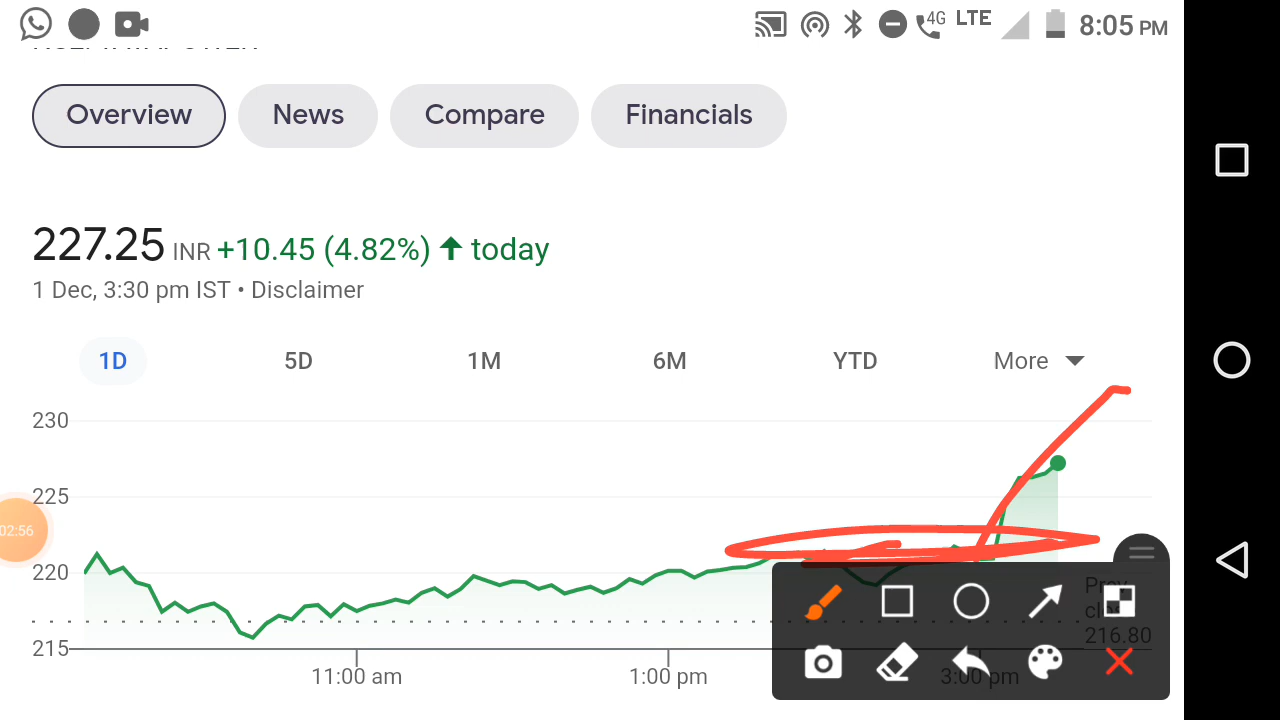 4G LTE 8:05 PM
Overview News Compare Financials
227.25 INR +10.45 (4.82%) today
1 Dec, 3:30 pm IST • Disclaimer
1D 5D 1M 6M YTD More
230
225
02:56
220
Prev
clos
216.80
215
11:00 am 1:00 pm 3:00 pm